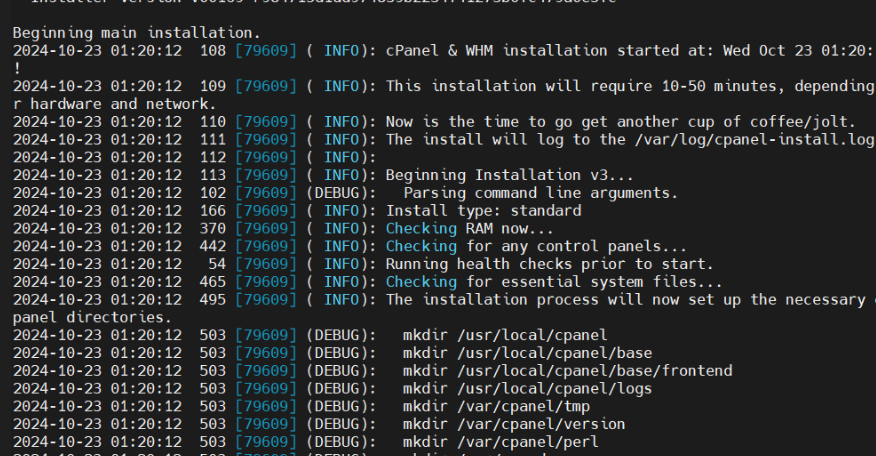 Beginning main installation.
2024-10-23 01:20:12  108 [79609] ( INFO): cPanel & WHM installation started at: Wed Oct 23 01:20:
!
2024-10-23 01:20:12  109 [79609] ( INFO): This installation will require 10-50 minutes, depending
r hardware and network.
2024-10-23 01:20:12  110 [79609] ( INFO): Now is the time to go get another cup of coffee/jolt.
2024-10-23 01:20:12  111 [79609] ( INFO): The install will log to the /var/log/cpanel-install.log
2024-10-23 01:20:12  112 [79609] ( INFO):
2024-10-23 01:20:12  113 [79609] ( INFO): Beginning Installation v3...
2024-10-23 01:20:12  102 [79609] (DEBUG):   Parsing command line arguments.
2024-10-23 01:20:12  166 [79609] ( INFO): Install type: standard
2024-10-23 01:20:12  370 [79609] ( INFO): Checking RAM now...
2024-10-23 01:20:12  442 [79609] ( INFO): Checking for any control panels...
2024-10-23 01:20:12   54 [79609] ( INFO): Running health checks prior to start.
2024-10-23 01:20:12  465 [79609] ( INFO): Checking for essential system files...
2024-10-23 01:20:12  495 [79609] ( INFO): The installation process will now set up the necessary
panel directories.
2024-10-23 01:20:12  503 [79609] (DEBUG):   mkdir /usr/local/cpanel
2024-10-23 01:20:12  503 [79609] (DEBUG):   mkdir /usr/local/cpanel/base
2024-10-23 01:20:12  503 [79609] (DEBUG):   mkdir /usr/local/cpanel/base/frontend
2024-10-23 01:20:12  503 [79609] (DEBUG):   mkdir /usr/local/cpanel/logs
2024-10-23 01:20:12  503 [79609] (DEBUG):   mkdir /var/cpanel/tmp
2024-10-23 01:20:12  503 [79609] (DEBUG):   mkdir /var/cpanel/version
2024-10-23 01:20:12  503 [79609] (DEBUG):   mkdir /var/cpanel/perl